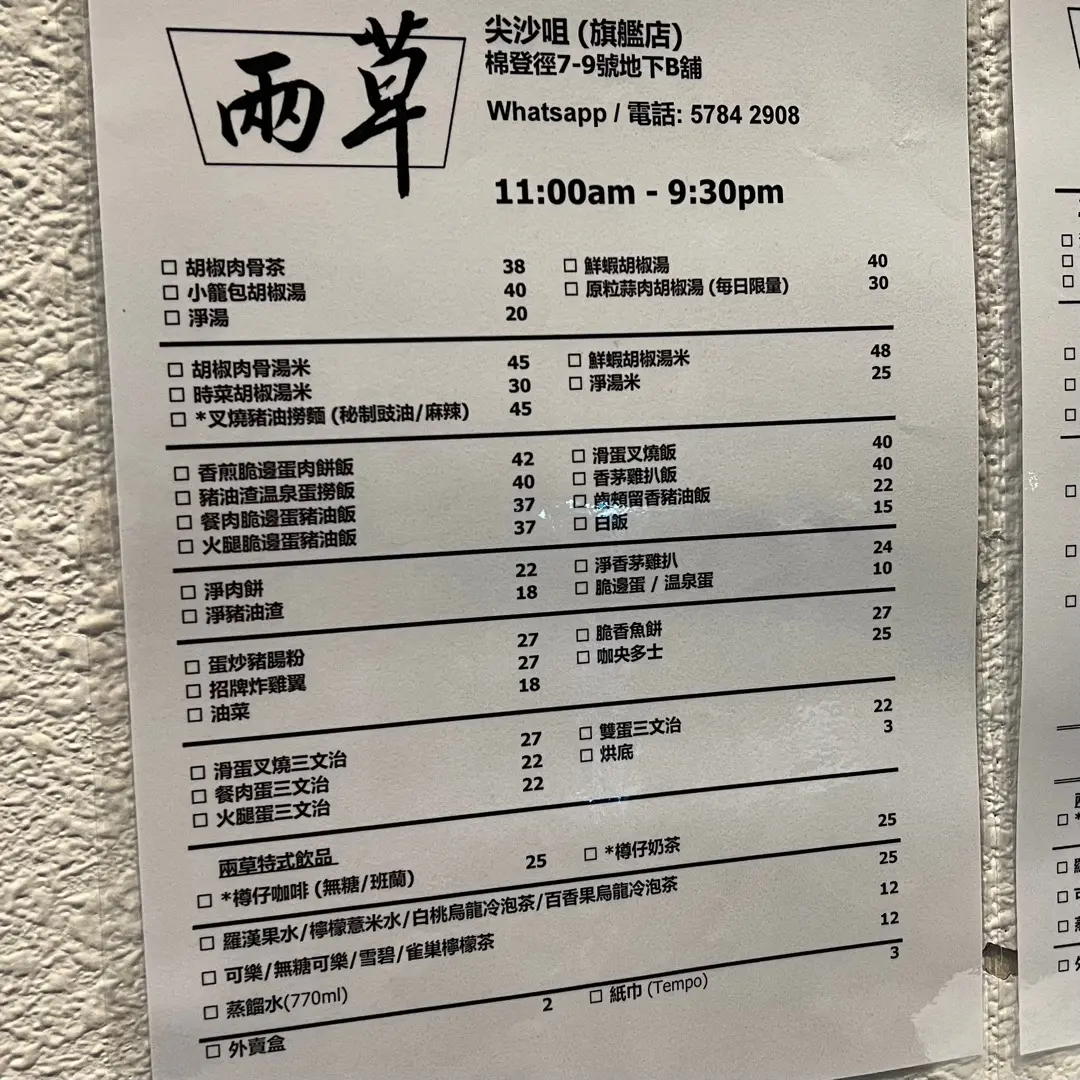 兩草
尖沙咀 (旗艦店)
棉登徑7-9號地下B舖
Whatsapp / 電話: 5784 2908
11:00am - 9:30pm
□ 胡椒肉骨茶 38 □ 鮮蝦胡椒湯 40
□ 小籠包胡椒湯 40 □ 原粒蒜肉胡椒湯 (每日限量) 30
□ 淨湯 20
□ 胡椒肉骨湯米 45 □ 鮮蝦胡椒湯米 48
□ 時菜胡椒湯米 30 □ 淨湯米 25
□ *叉燒豬油撈麵 (秘制豉油/麻辣) 45
□ 香煎脆邊蛋肉餅飯 42 □ 滑蛋叉燒飯 40
□ 豬油渣温泉蛋撈飯 40 □ 香茅雞扒飯 40
□ 餐肉脆邊蛋豬油飯 37 □ 齒頰留香豬油飯 22
□ 火腿脆邊蛋豬油飯 37 □ 白飯 15
□ 淨肉餅 22 □ 淨香茅雞扒 24
□ 淨豬油渣 18 □ 脆邊蛋 / 温泉蛋 10
□ 蛋炒豬腸粉 27 □ 脆香魚餅 27
□ 招牌炸雞翼 27 □ 咖央多士 25
□ 油菜 18
□ 滑蛋叉燒三文治 27 □ 雙蛋三文治 22
□ 餐肉蛋三文治 22 □ 烘底 3
□ 火腿蛋三文治 22
兩草特式飲品
□ *樽仔咖啡 (無糖/班蘭) 25 □ *樽仔奶茶 25
□ 羅漢果水/檸檬薏米水/白桃烏龍冷泡茶/百香果烏龍冷泡茶 25
□ 可樂/無糖可樂/雪碧/雀巢檸檬茶 12
□ 蒸餾水(770ml) 12
□ 外賣盒 2 □ 紙巾 (Tempo) 3